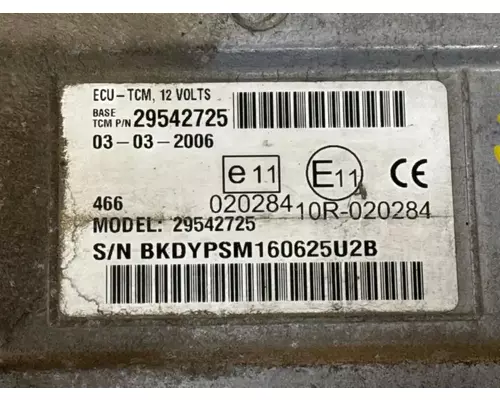 ECU-TCM, 12 VOLTS
BASE
TCM P/N 29542725
03-03-2006
e11
E11
CE
466
020284
10R-020284
MODEL: 29542725
S/N BKDYPSM160625U2B